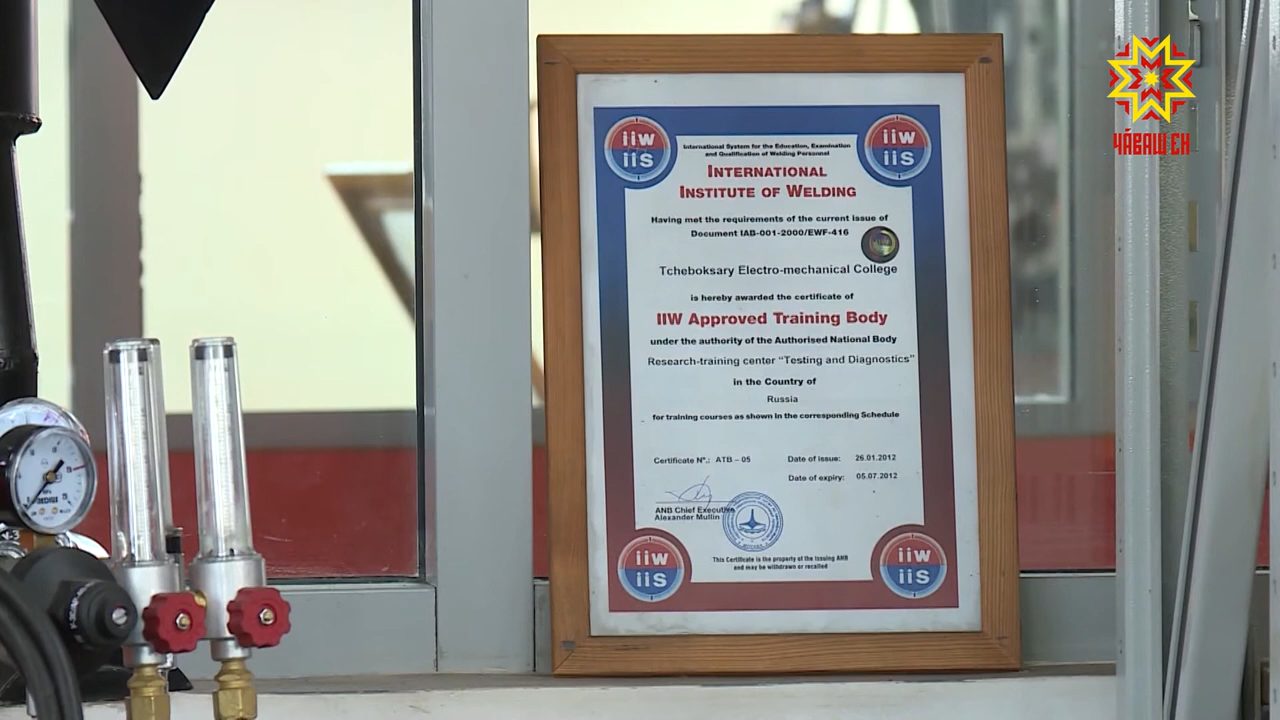 ЧӐВАШ ЕН
iiw
iiS
iiw
iiS
International System for the Education, Examination
and Qualification of Welding Personnel
INTERNATIONAL
INSTITUTE OF WELDING
Having met the requirements of the current issue of
Document IAB-001-2000/EWF-416
Tcheboksary Electro-mechanical College
is hereby awarded the certificate of
IIW Approved Training Body
under the authority of the Authorised National Body
Research-training center "Testing and Diagnostics"
in the Country of
Russia
for training courses as shown in the corresponding Schedule
Certificate Nº.: ATB – 05 Date of issue: 26.01.2012
Date of expiry: 05.07.2012
ANB Chief Executive
Alexander Mullin
This Certificate is the property of the issuing ANB
and may be withdrawn or recalled
iiw
iiS
iiw
iiS